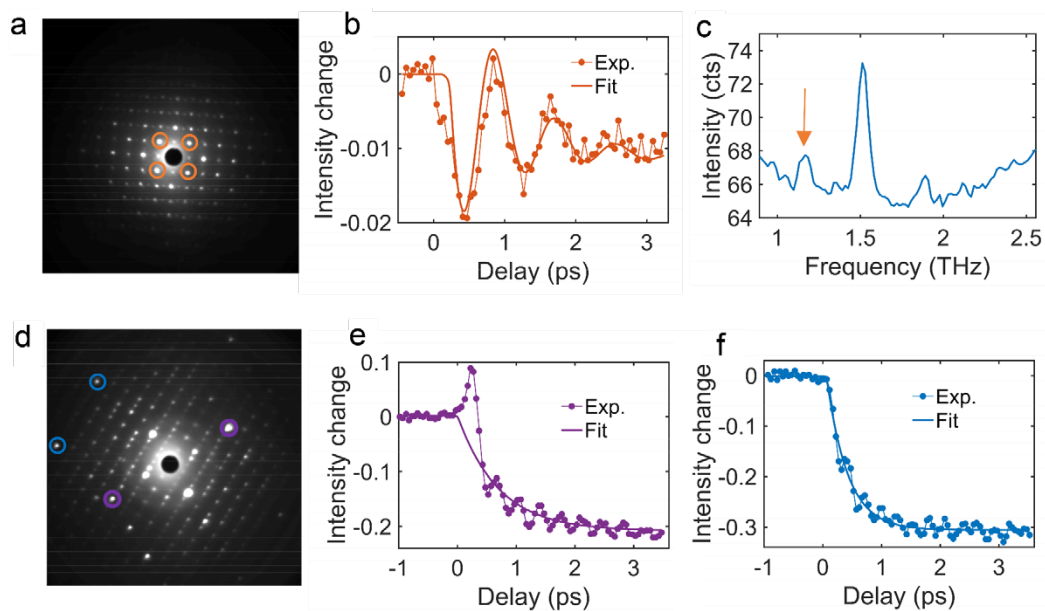 a
b
Intensity change
0
-0.01
-0.02
0 1 2 3
Delay (ps)
Exp.
Fit
c
Intensity (cts)
74
72
70
68
66
64
1 1.5 2 2.5
Frequency (THz)
d
e
Intensity change
0.1
0
-0.1
-0.2
-1 0 1 2 3
Delay (ps)
Exp.
Fit
f
Intensity change
0
-0.1
-0.2
-0.3
-1 0 1 2 3
Delay (ps)
Exp.
Fit